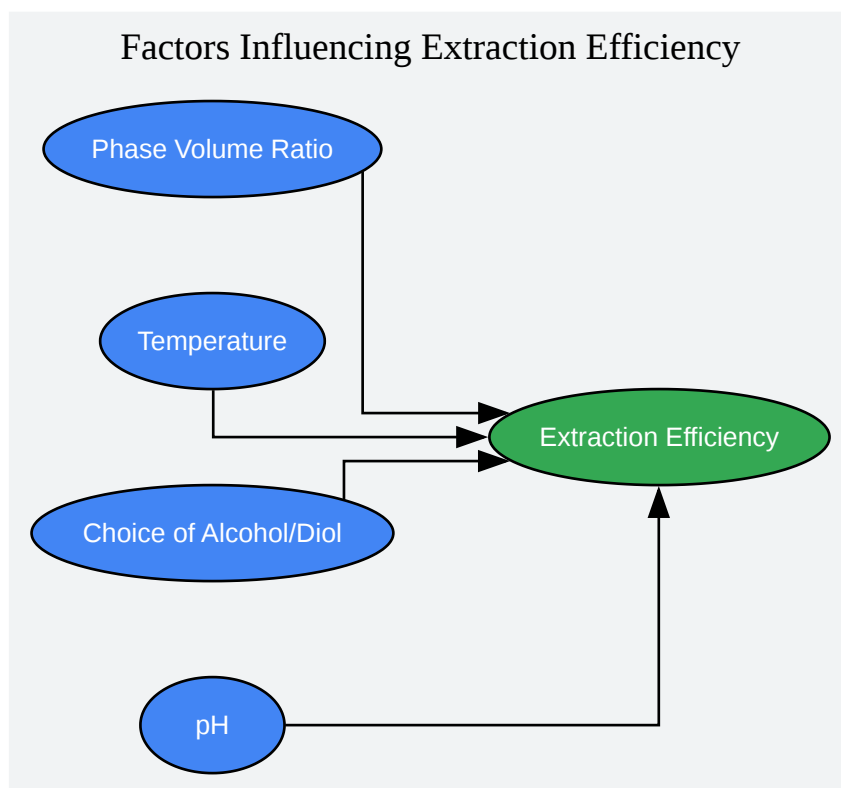 Factors Influencing Extraction Efficiency
Phase Volume Ratio
Temperature
Extraction Efficiency
Choice of Alcohol/Diol
pH